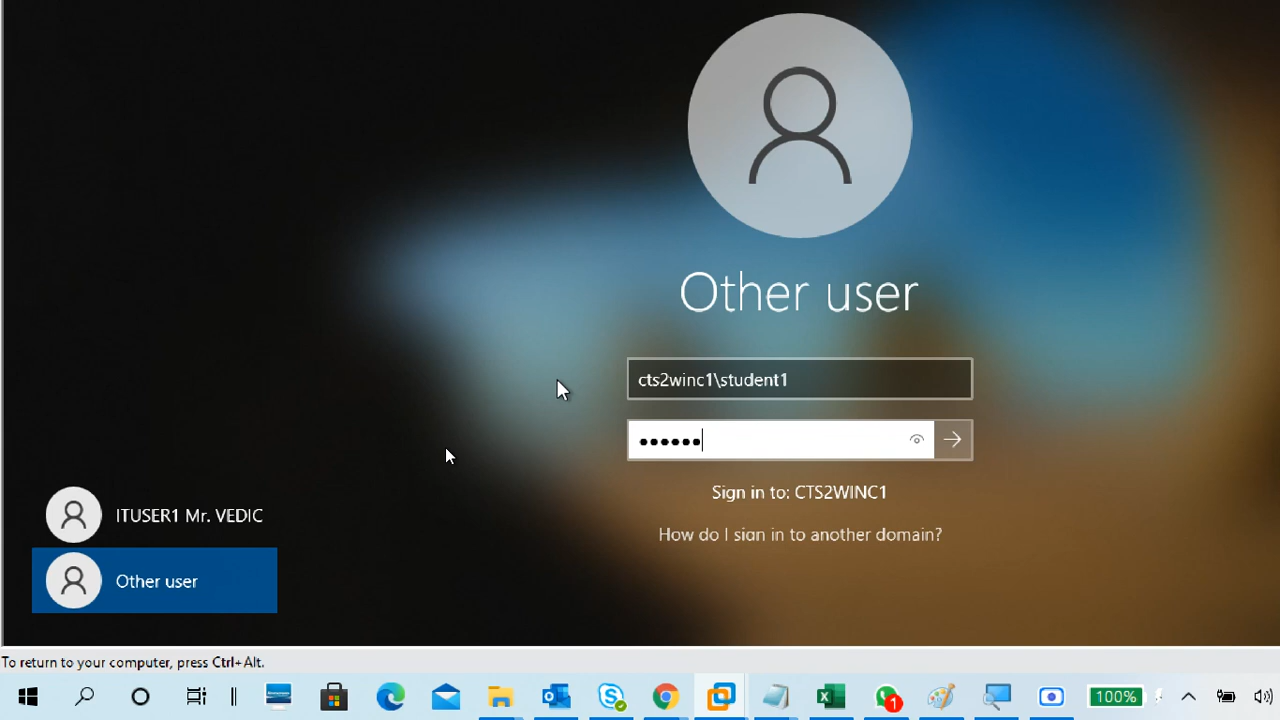 Other user
cts2winc1\student1
Sign in to: CTS2WINC1
How do I sign in to another domain?
ITUSER1 Mr. VEDIC
Other user
To return to your computer, press Ctrl+Alt.
1
100%